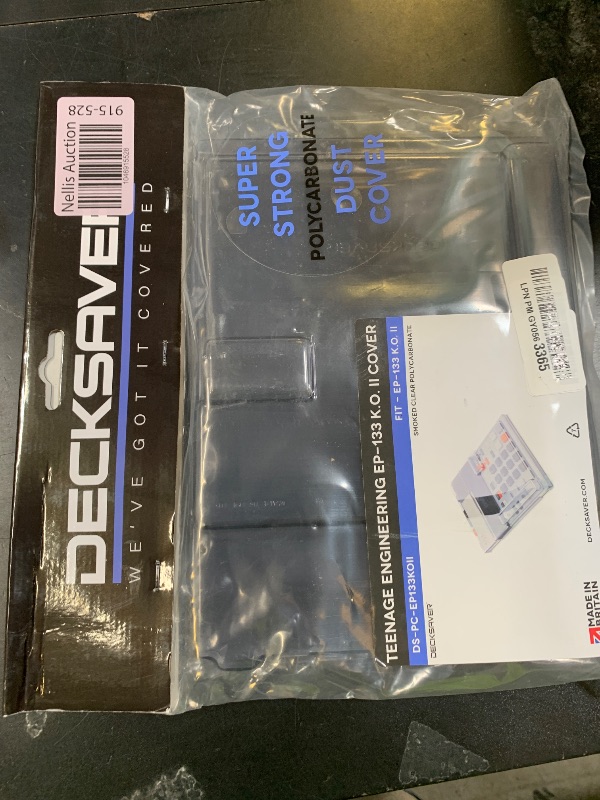 Nellis Auction
915-528
DECKSAVER
WE'VE GOT IT COVERED
SUPER
STRONG
POLYCARBONATE
DUST
COVER
LPN PM GY056 3365
TEENAGE ENGINEERING EP-133 K.O. II COVER
DS-PC-EP133KOII
FIT - EP-133 K.O. II
DECKSAVER
SMOKED CLEAR POLYCARBONATE
DECKSAVER.COM
MADE IN
BRITAIN